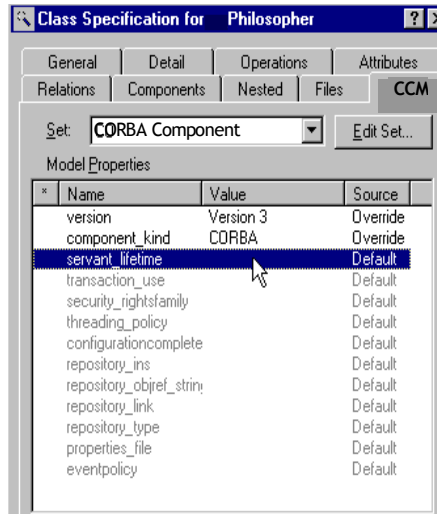 Class Specification for Philosopher
General Detail Operations Attributes
Relations Components Nested Files CCM
Set: CORBA Component Edit Set...
Model Properties
* Name Value Source
version Version 3 Override
component_kind CORBA Override
servant_lifetime Default
transaction_use Default
security_rightsfamily Default
threading_policy Default
configurationcomplete Default
repository_ins Default
repository_objref_string Default
repository_link Default
repository_type Default
properties_file Default
eventpolicy Default